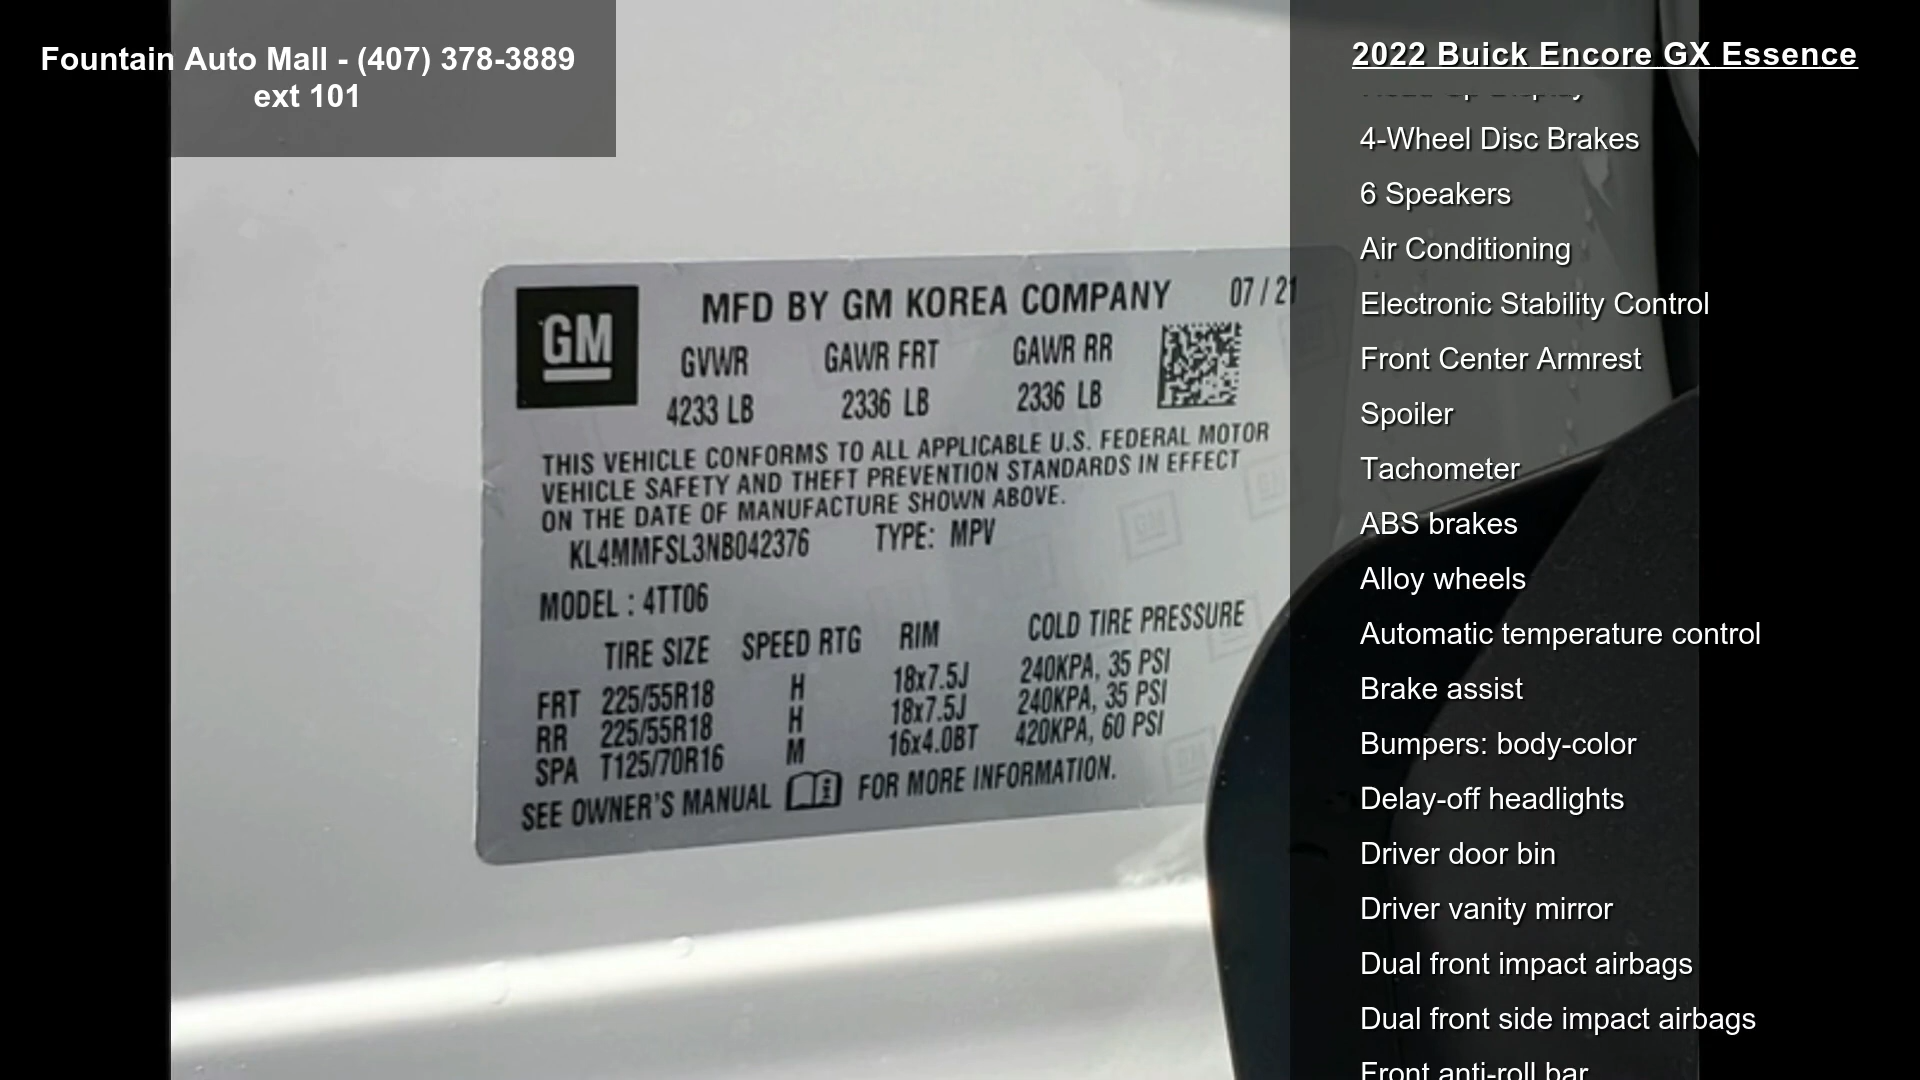 Fountain Auto Mall - (407) 378-3889
ext 101
GM
MFD BY GM KOREA COMPANY 07 / 21
GVWR GAWR FRT GAWR RR
4233 LB 2336 LB 2336 LB
THIS VEHICLE CONFORMS TO ALL APPLICABLE U.S. FEDERAL MOTOR
VEHICLE SAFETY AND THEFT PREVENTION STANDARDS IN EFFECT
ON THE DATE OF MANUFACTURE SHOWN ABOVE.
KL4MMFSL3NB042376 TYPE: MPV
MODEL : 4TT06
TIRE SIZE SPEED RTG RIM COLD TIRE PRESSURE
FRT 225/55R18 H 18x7.5J 240KPA, 35 PSI
RR 225/55R18 H 18x7.5J 240KPA, 35 PSI
SPA T125/70R16 M 16x4.0BT 420KPA, 60 PSI
SEE OWNER'S MANUAL FOR MORE INFORMATION.
2022 Buick Encore GX Essence
4-Wheel Disc Brakes
6 Speakers
Air Conditioning
Electronic Stability Control
Front Center Armrest
Spoiler
Tachometer
ABS brakes
Alloy wheels
Automatic temperature control
Brake assist
Bumpers: body-color
Delay-off headlights
Driver door bin
Driver vanity mirror
Dual front impact airbags
Dual front side impact airbags
Front anti-roll bar